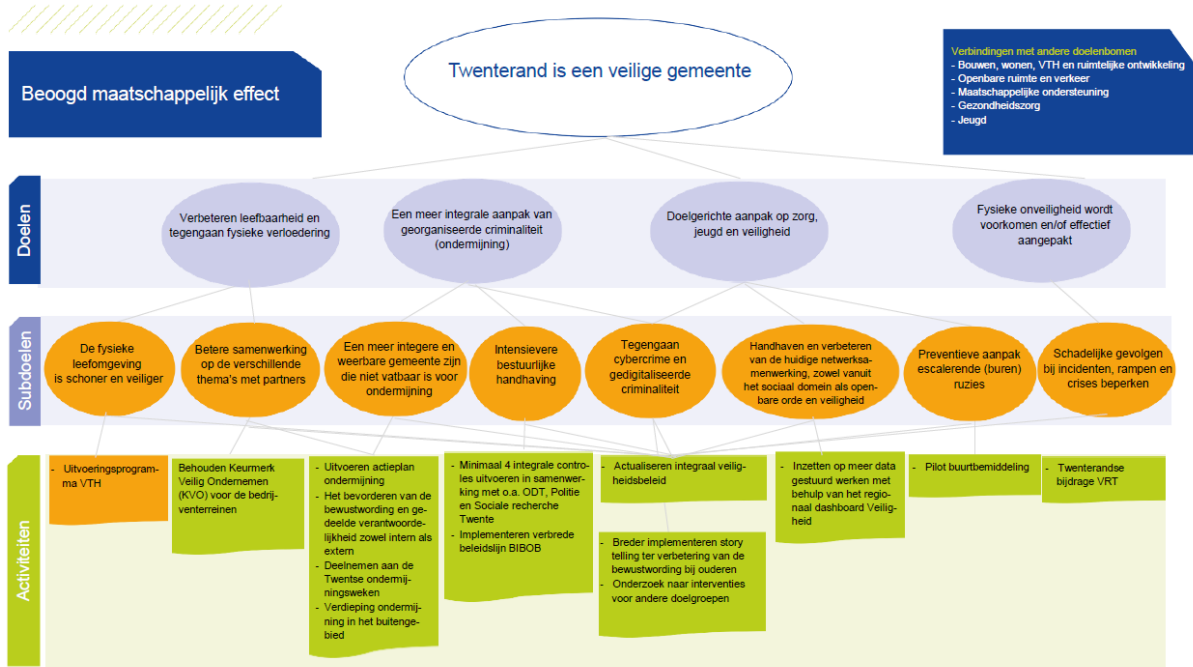 Beoogd maatschappelijk effect
Twenterand is een veilige gemeente
Verbindingen met andere doelenbomen
- Bouwen, wonen, VTH en ruimtelijke ontwikkeling
- Openbare ruimte en verkeer
- Maatschappelijke ondersteuning
- Gezondheidszorg
- Jeugd
Doelen
Verbeteren leefbaarheid en
tegengaan fysieke verloedering
Een meer integrale aanpak van
georganiseerde criminaliteit
(ondermijning)
Doelgerichte aanpak op zorg,
jeugd en veiligheid
Fysieke onveiligheid wordt
voorkomen en/of effectief
aangepakt
Subdoelen
De fysieke
leefomgeving
is schoner en veiliger
Betere samenwerking
op de verschillende
thema's met partners
Een meer integere en
weerbare gemeente zijn
die niet vatbaar is voor
ondermijning
Intensievere
bestuurlijke
handhaving
Tegengaan
cybercrime en
gedigitaliseerde
criminaliteit
Handhaven en verbeteren
van de huidige netwerksa-
menwerking, zowel vanuit
het sociaal domein als open-
bare orde en veiligheid
Preventieve aanpak
escalerende (buren)
ruzies
Schadelijke gevolgen
bij incidenten, rampen en
crises beperken
Activiteiten
- Uitvoeringsprogram-
ma VTH
Behouden Keurmerk
Veilig Ondernemen
(KVO) voor de bedrij-
venterreinen
- Uitvoeren actieplan
ondermijning
- Het bevorderen van de
bewustwording en ge-
deelde verantwoorde-
lijkheid zowel intern als
extern
- Deelnemen aan de
Twentse ondermij-
ningsweken
- Verdieping ondermij-
ning in het buitenge-
bied
- Minimaal 4 integrale contro-
les uitvoeren in samenwer-
king met o.a. ODT, Politie
en Sociale recherche
Twente
- Implementeren verbrede
beleidslijn BIBOB
- Actualiseren integraal veilig-
heidsbeleid
- Breder implementeren story
telling ter verbetering van de
bewustwording bij ouderen
- Onderzoek naar interventies
voor andere doelgroepen
- Inzetten op meer data
gestuurd werken met
behulp van het regio-
naal dashboard Veilig-
heid
- Pilot buurtbemiddeling
- Twenterandse
bijdrage VRT